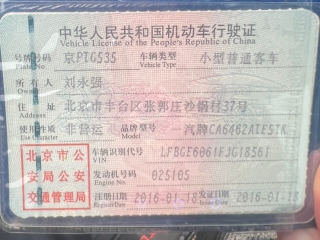 中华人民共和国机动车行驶证
Vehicle License of the People's Republic of China
号牌号码 京PIG535 车辆类型 小型普通客车
Plate No. Vehicle Type
所有人 刘永强
Owner
住址 北京市丰台区张郭庄沙锅村37号
Address
使用性质 非营运 品牌型号 一汽牌CA6462ATE5TK
Use Character Model
北京市公安局公安交通管理局
车辆识别代号 LFBGE6061FJG18561
VIN
发动机号码 02S105
Engine No.
注册日期 2016-01-18 发证日期 2016-01-18
Register Date Issue Date